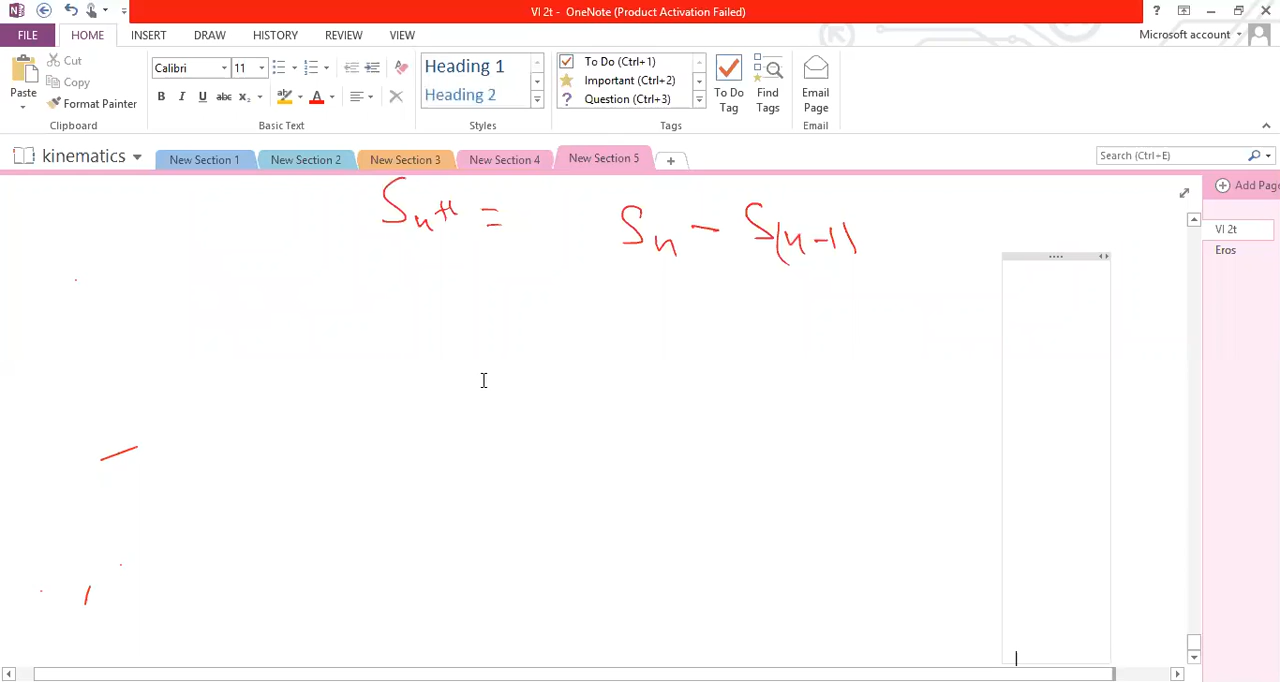 VI 2t - OneNote (Product Activation Failed)
FILE HOME INSERT DRAW HISTORY REVIEW VIEW Microsoft account
Paste Cut Copy Format Painter
Clipboard
Calibri 11
B I U abc X₂ ab A
Basic Text
Heading 1
Heading 2
Styles
To Do (Ctrl+1)
Important (Ctrl+2)
Question (Ctrl+3)
To Do Tag
Find Tags
Tags
Email Page
Email
kinematics New Section 1 New Section 2 New Section 3 New Section 4 New Section 5 Search (Ctrl+E)
Add Page
VI 2t
Eros
Sₙ₍ₙ₋₁₎